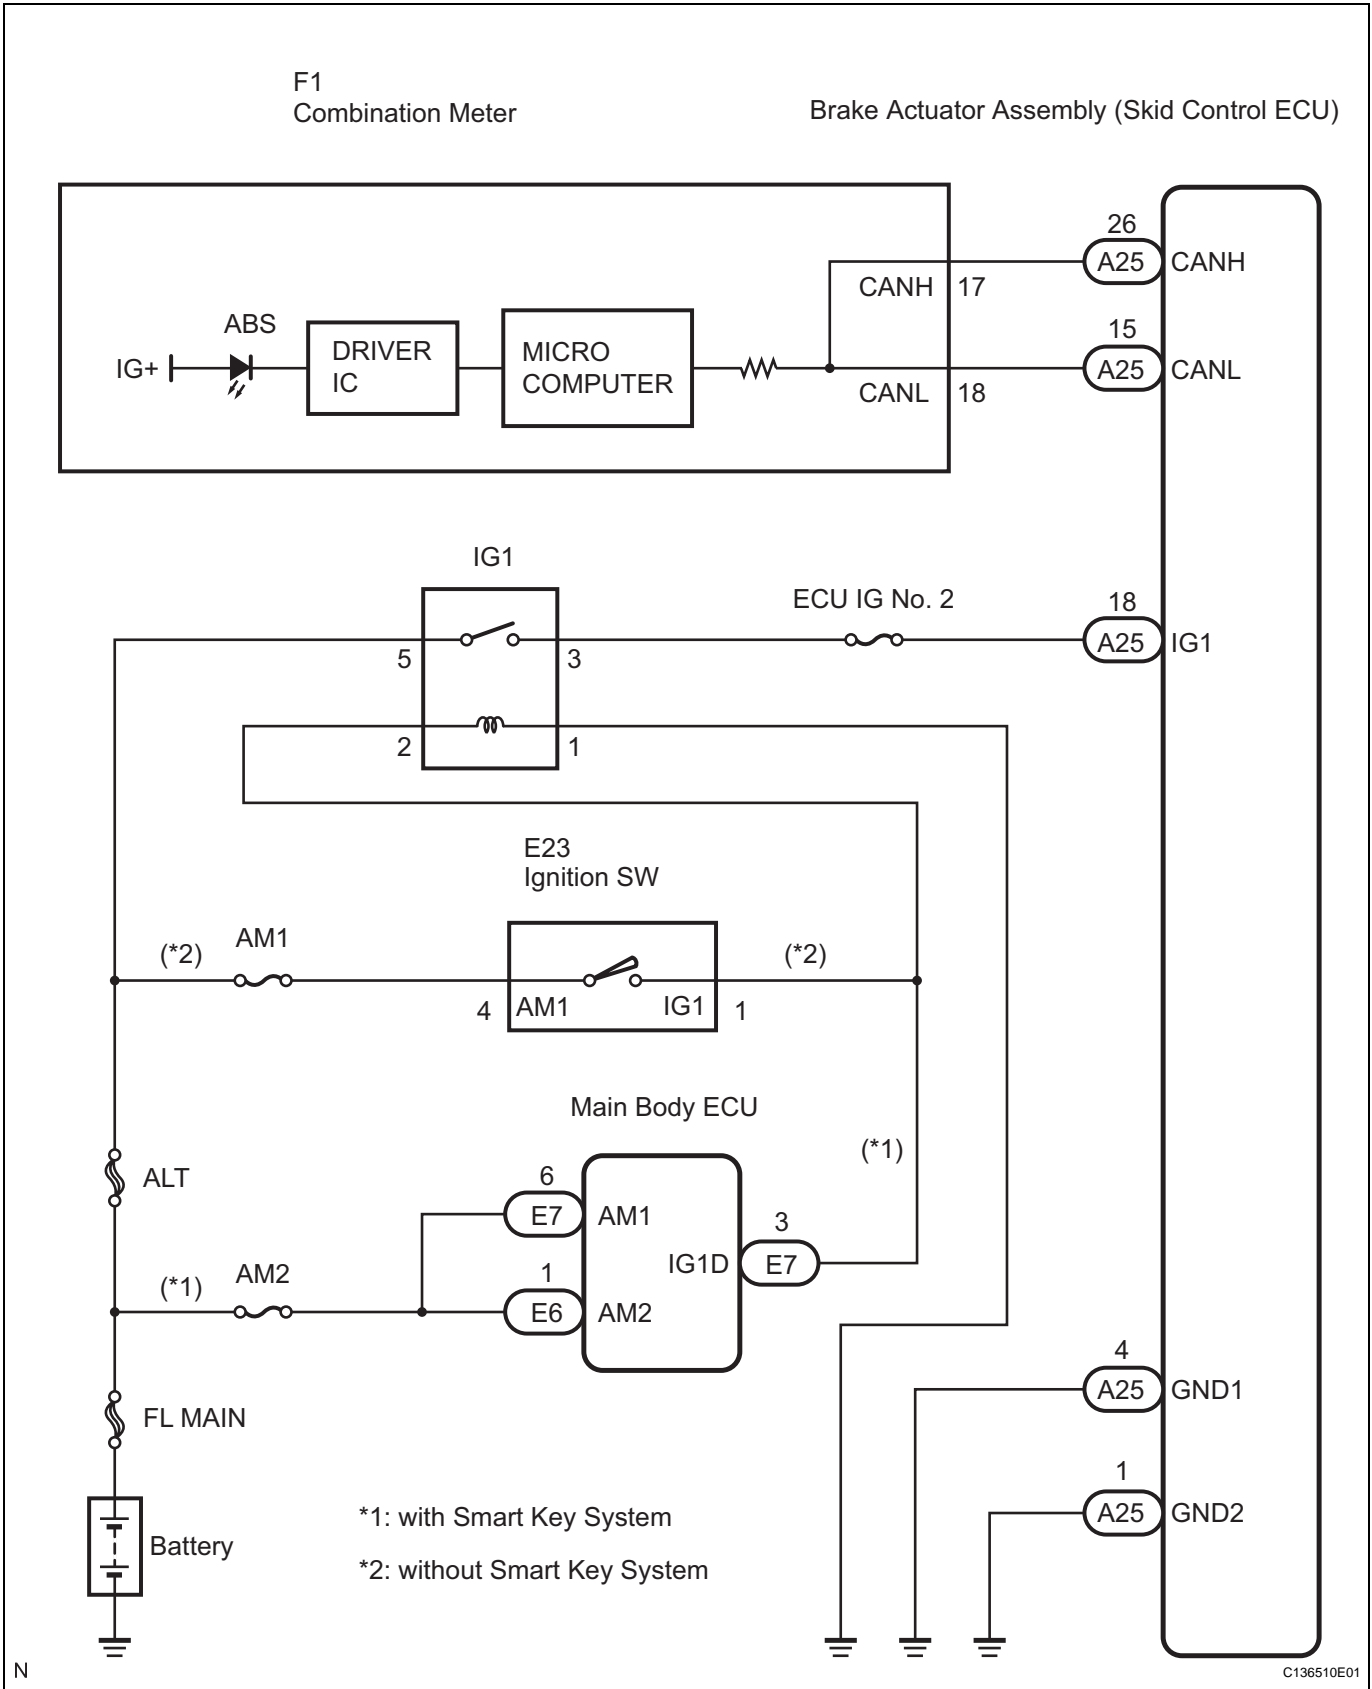 F1
Combination Meter
Brake Actuator Assembly (Skid Control ECU)
26
A25
CANH
CANH
17
ABS
15
IG+
DRIVER
IC
MICRO
COMPUTER
A25
CANL
CANL
18
IG1
ECU IG No. 2
18
A25
IG1
5
3
2
1
E23
Ignition SW
(*2)
AM1
(*2)
4
AM1
IG1
1
Main Body ECU
(*1)
ALT
6
E7
AM1
3
IG1D
E7
(*1)
AM2
1
E6
AM2
4
A25
GND1
FL MAIN
1
A25
GND2
*1: with Smart Key System
Battery
*2: without Smart Key System
N
C136510E01